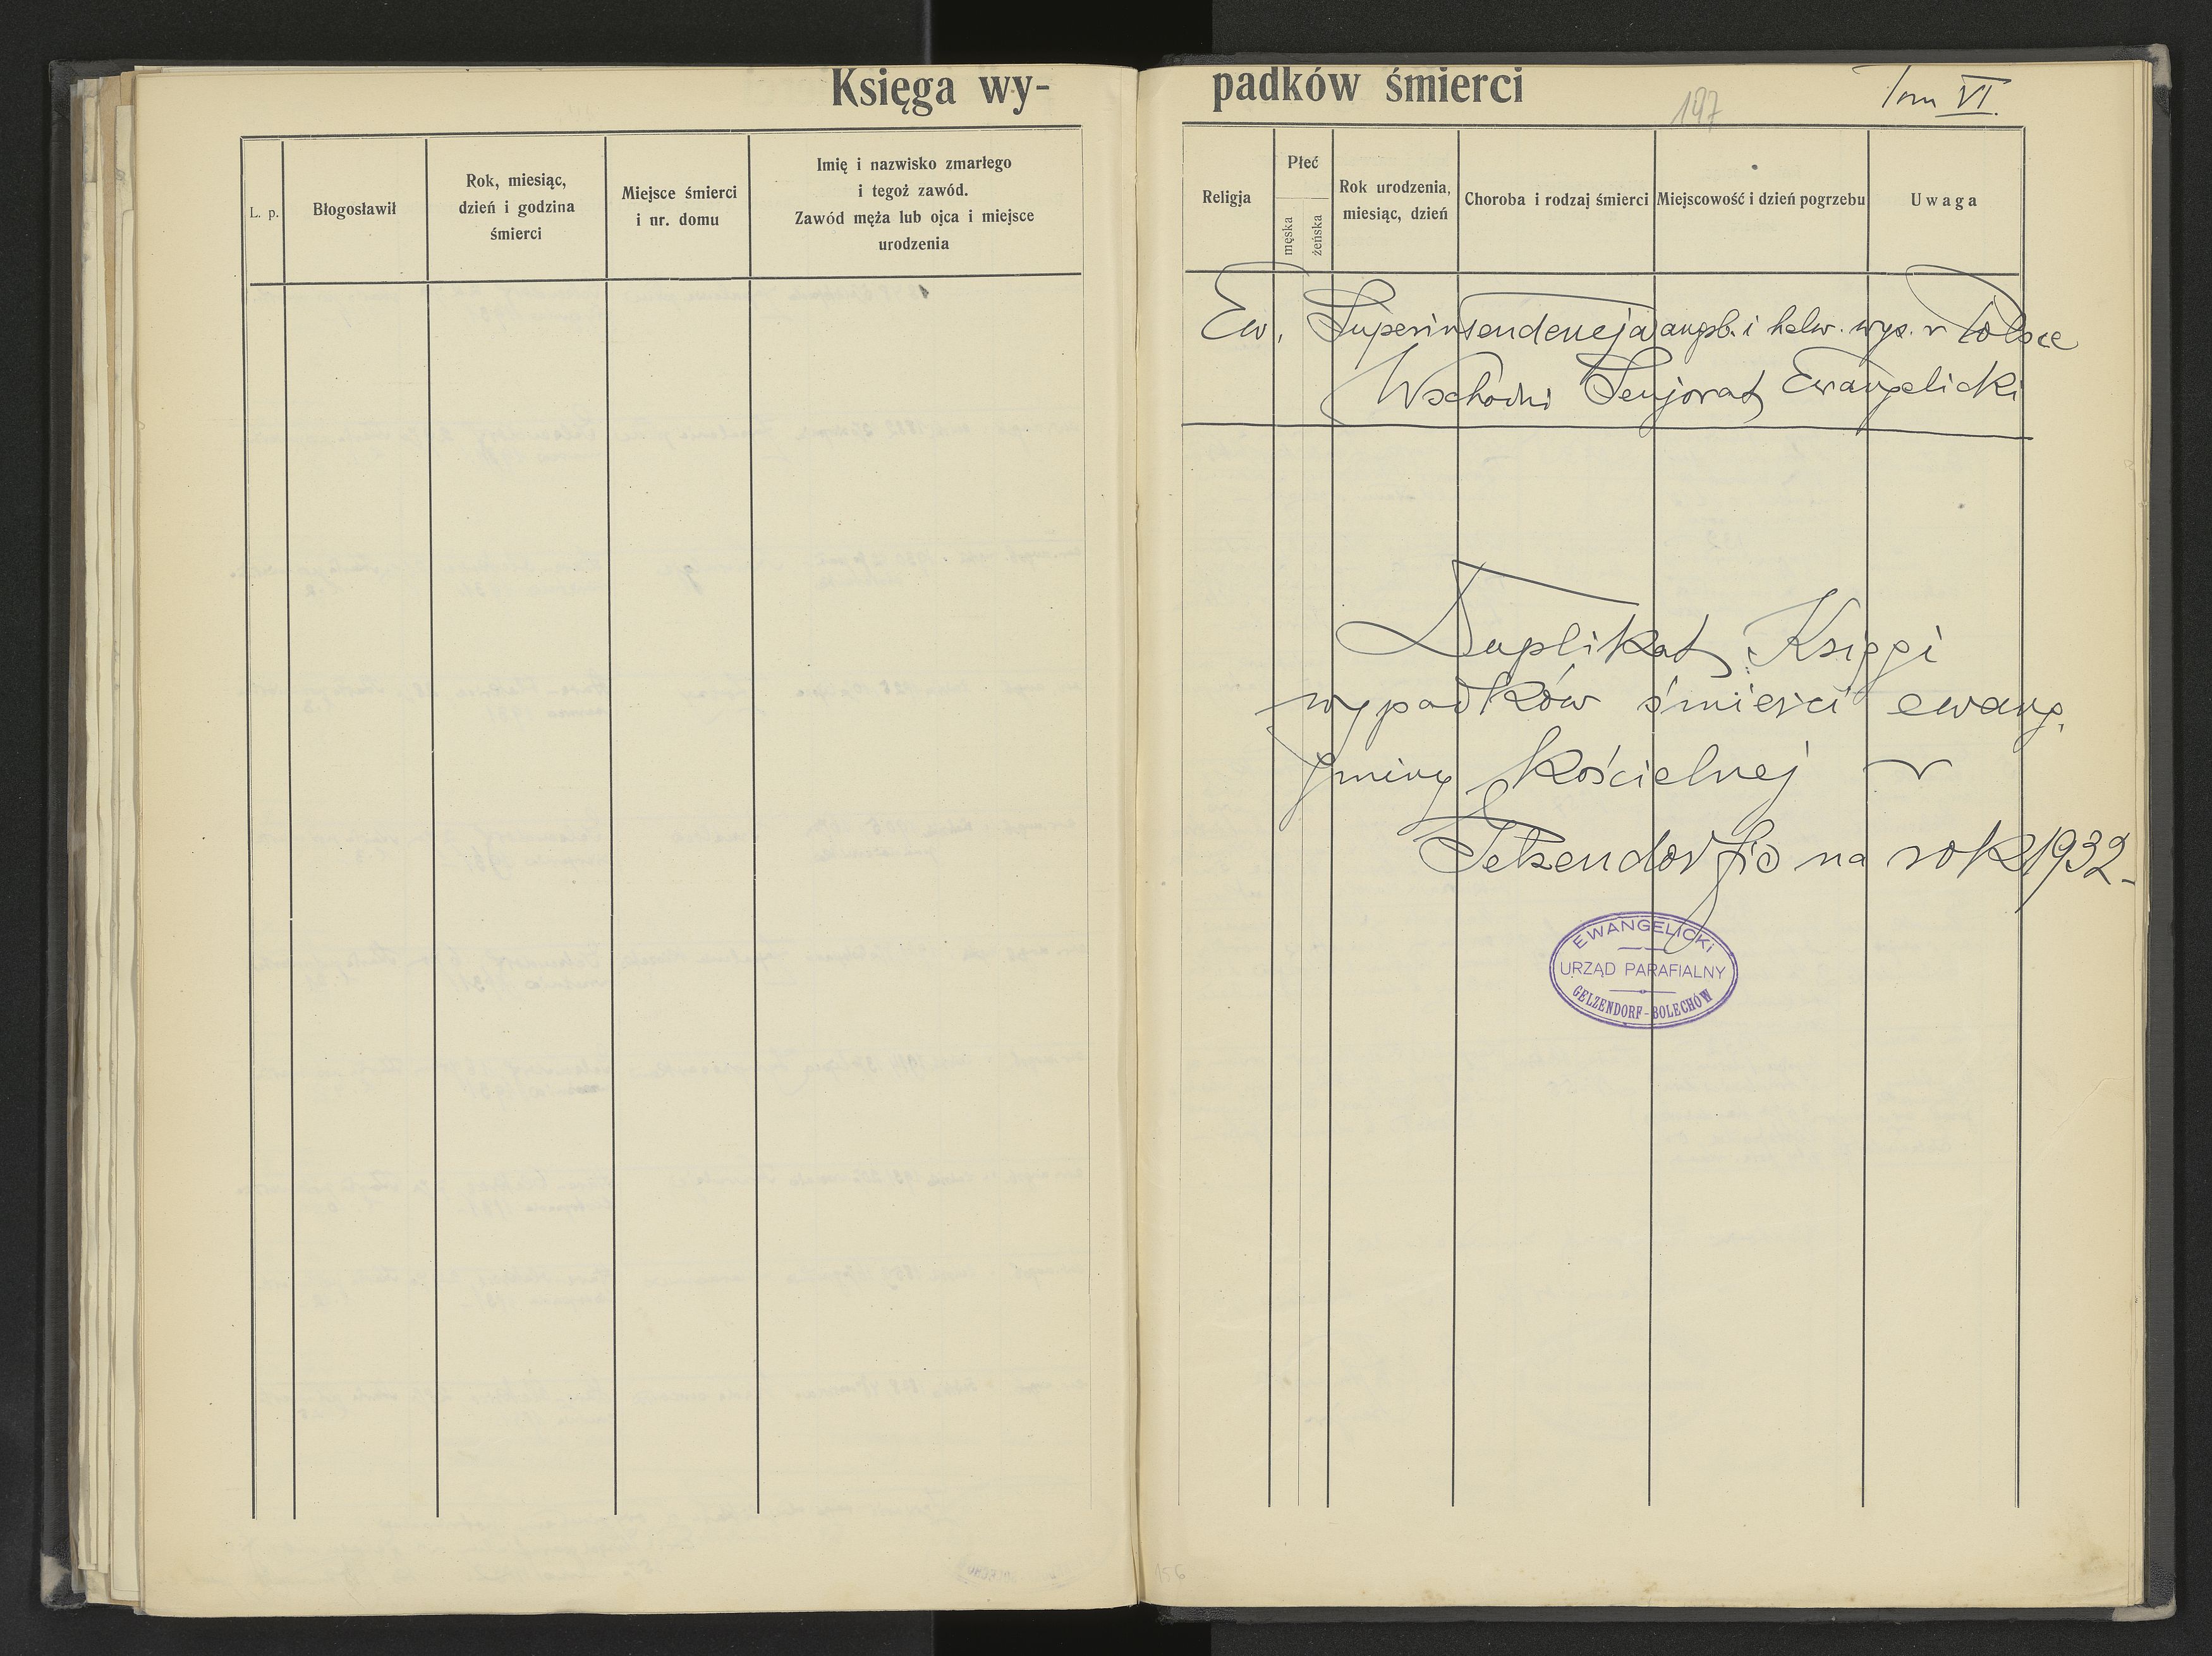 Księga wy-
L. p.
Błogosławił
Rok, miesiąc,
dzień i godzina
śmierci
Miejsce śmierci
i nr. domu
Imię i nazwisko zmarłego
i tegoż zawód.
Zawód męża lub ojca i miejsce
urodzenia
padków śmierci
197
Tom VI.
Religja
Płeć
męska
żeńska
Rok urodzenia,
miesiąc, dzień
Choroba i rodzaj śmierci
Miejscowość i dzień pogrzebu
Uwaga
Ew. Superintendencja augsb. i helw. wyz. w Polsce
Wschodni Senjorat Ewangelicki
Duplikat Księgi
wypadków śmierci ewang.
gminy kościelnej w
Gelsendorfie na rok 1932
EWANGELICKI
URZĄD PARAFIALNY
GELZENDORF-BOLECHÓW
156